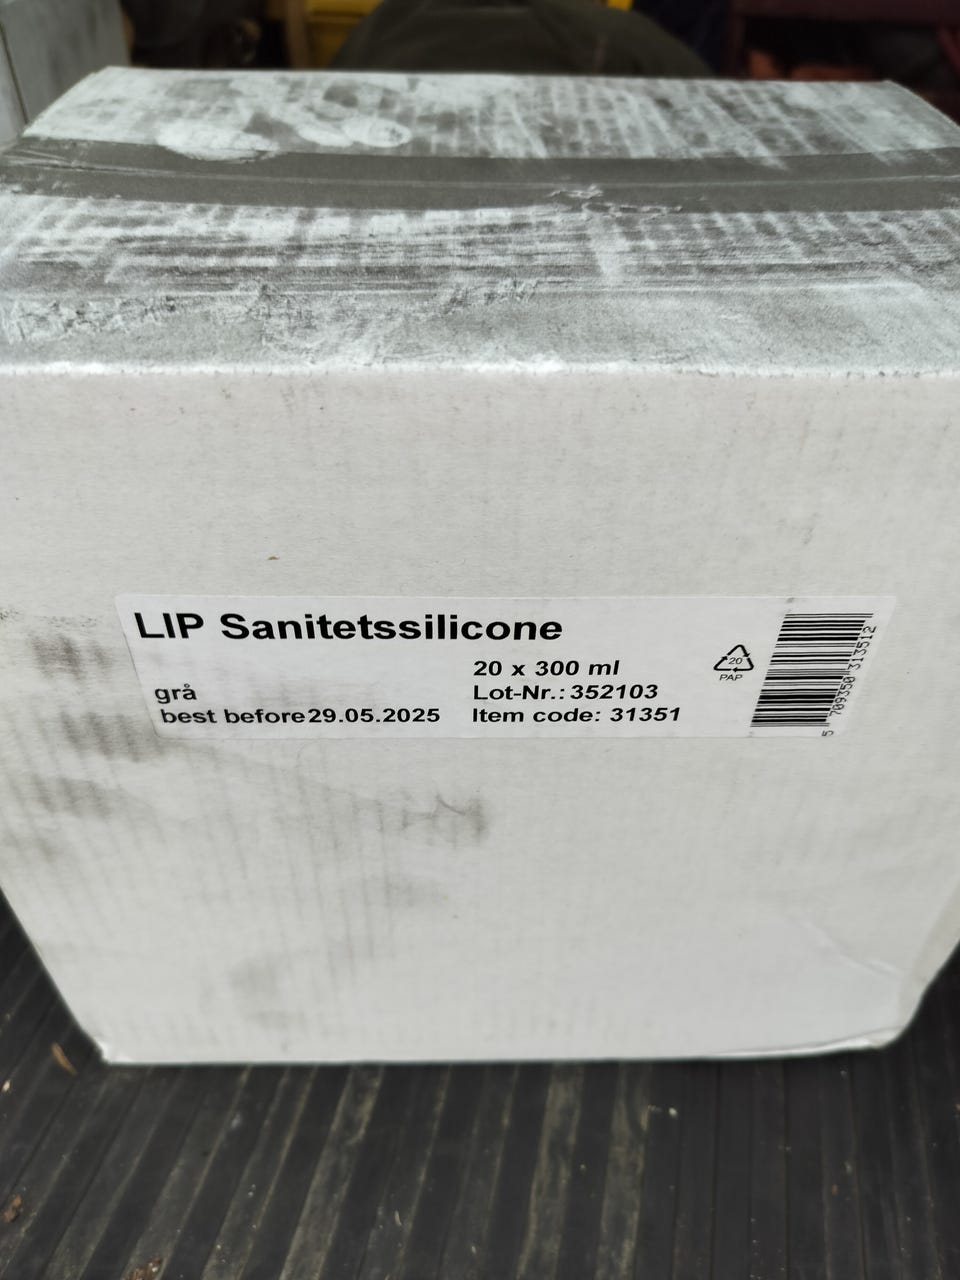 LIP Sanitetssilicone
20 x 300 ml
grå
Lot-Nr.: 352103
best before 29.05.2025
Item code: 31351
20
PAP
5 709350 313512